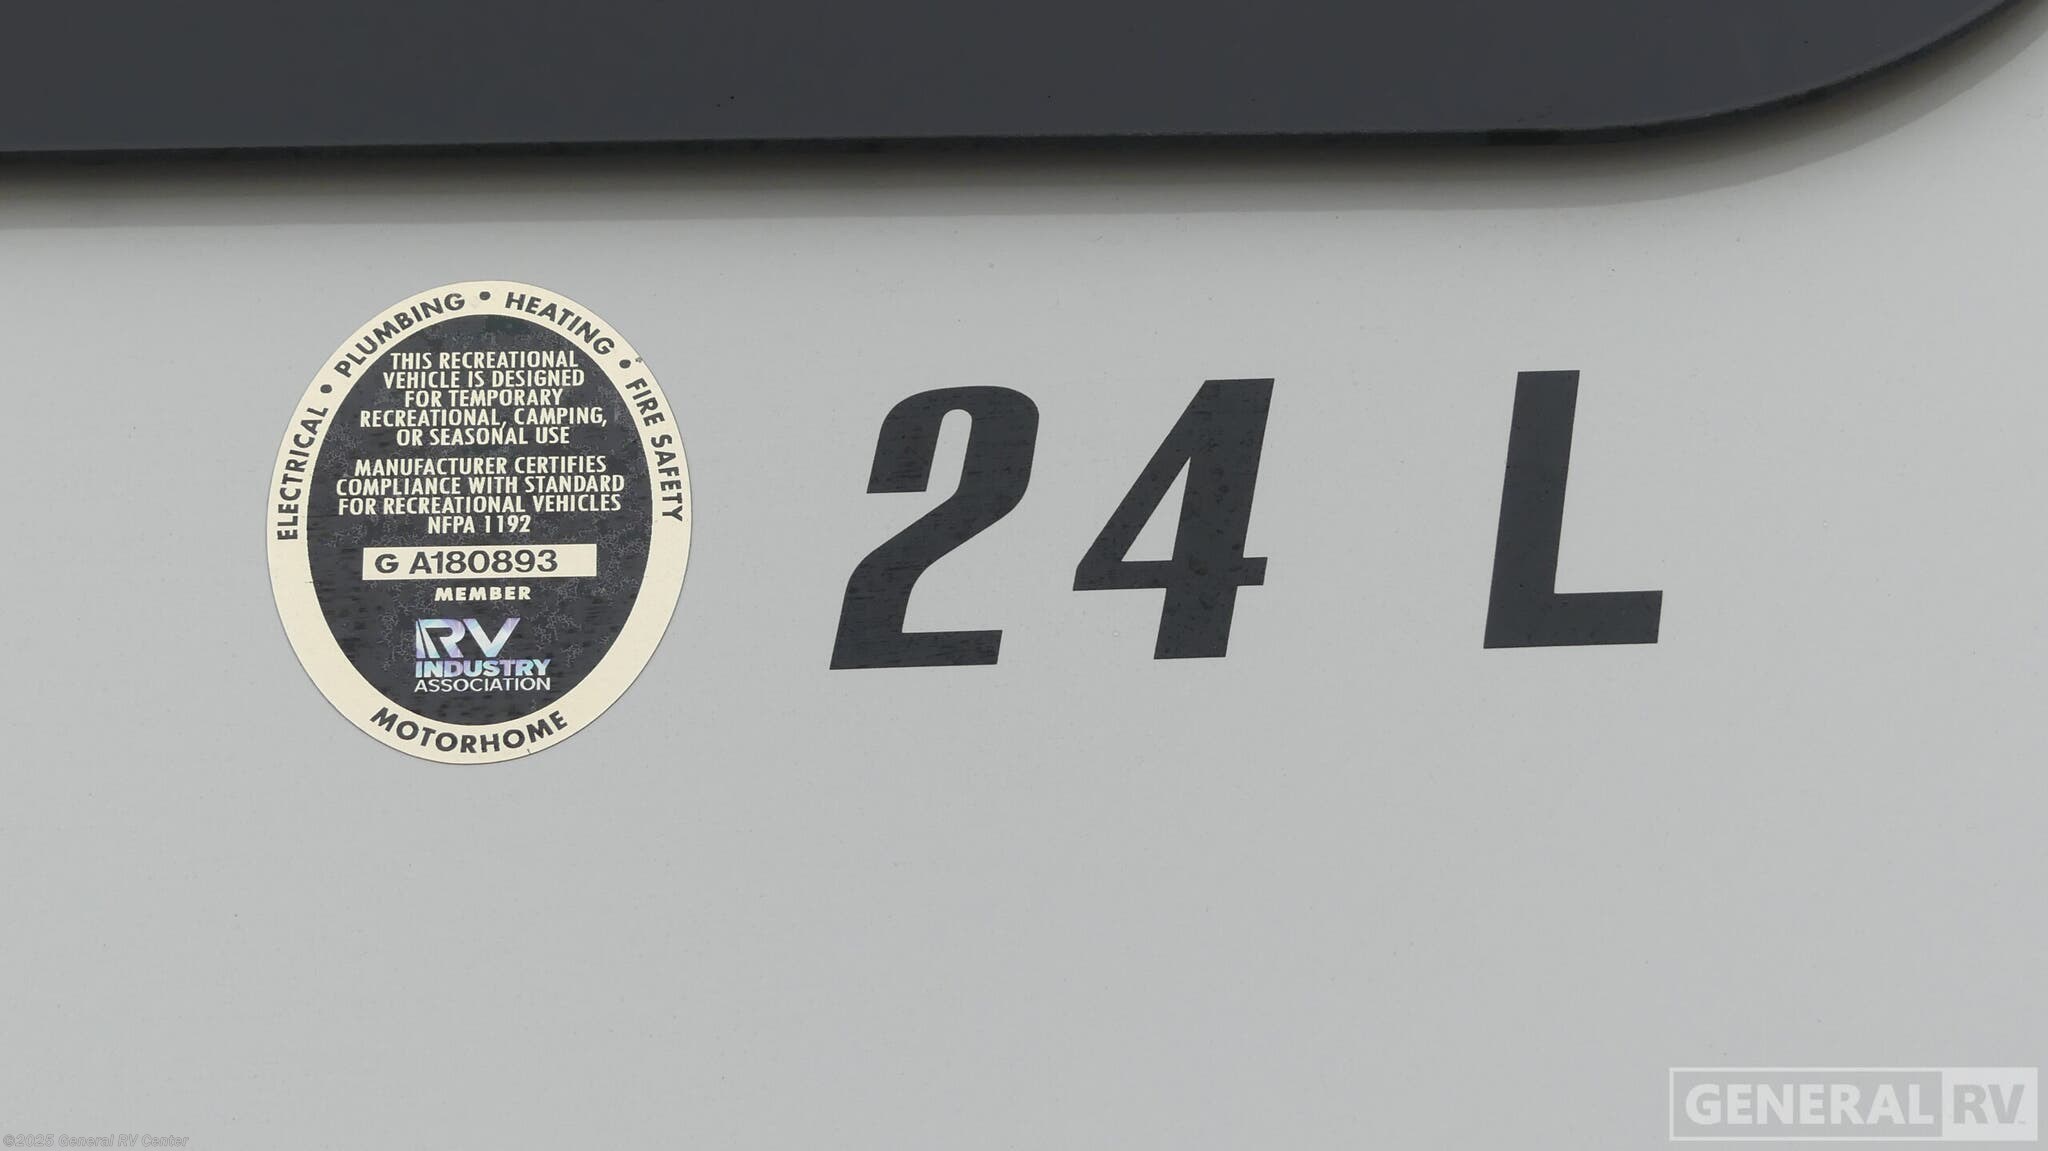 ELECTRICAL • PLUMBING • HEATING • FIRE SAFETY
THIS RECREATIONAL
VEHICLE IS DESIGNED
FOR TEMPORARY
RECREATIONAL, CAMPING,
OR SEASONAL USE
MANUFACTURER CERTIFIES
COMPLIANCE WITH STANDARD
FOR RECREATIONAL VEHICLES
NFPA 1192
G A180893
MEMBER
RV
INDUSTRY
ASSOCIATION
MOTORHOME
24 L
GENERAL RV
©2025 General RV Center